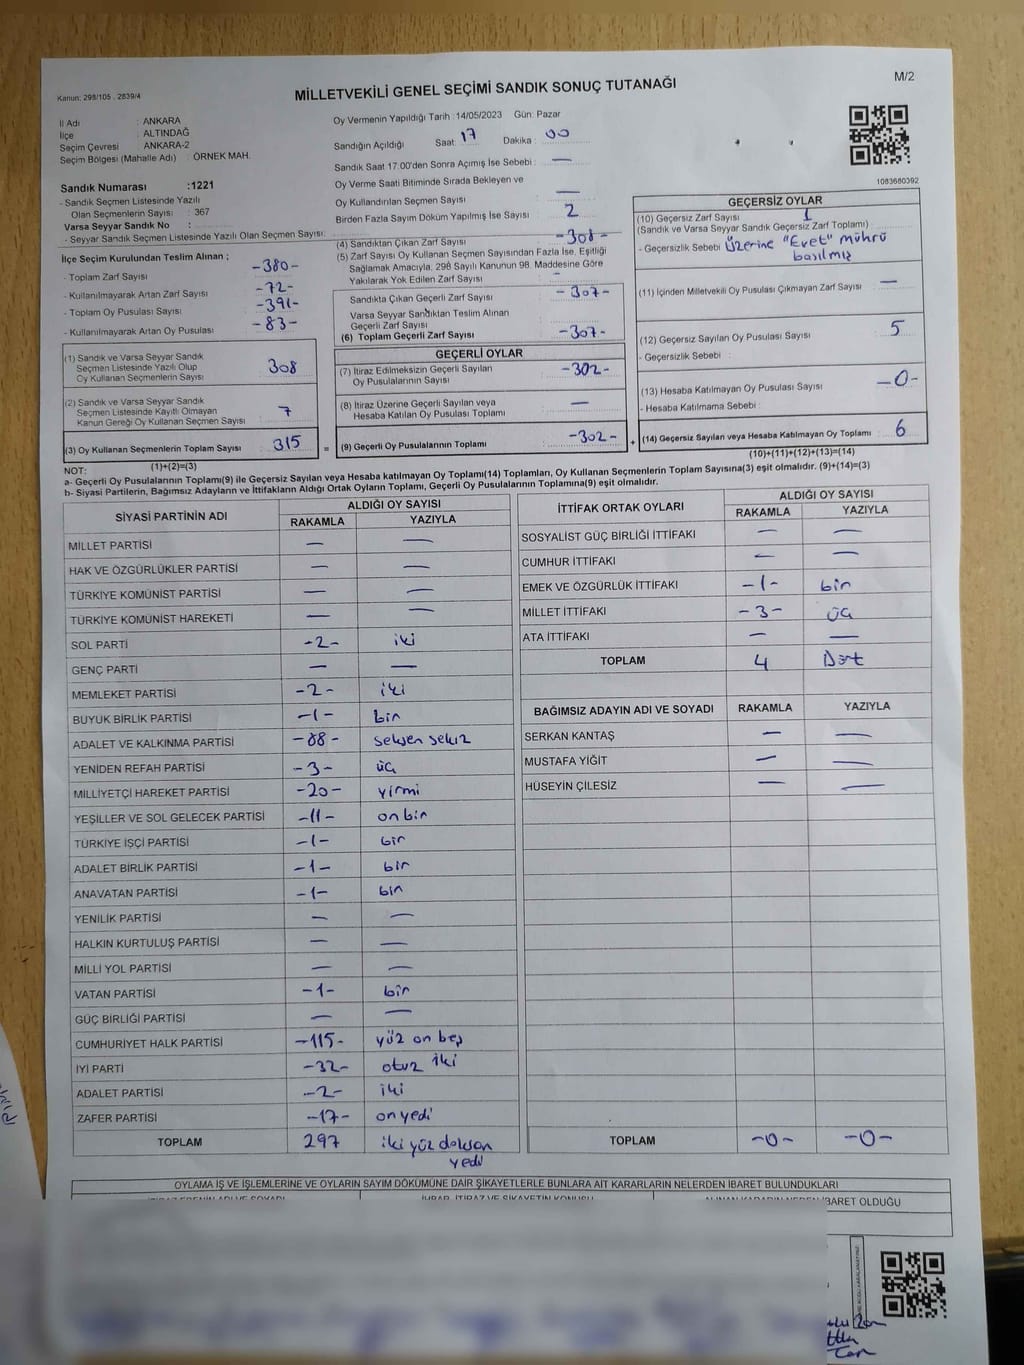 Kanun: 298/105 . 2839/4
MİLLETVEKİLİ GENEL SEÇİMİ SANDIK SONUÇ TUTANAĞI
M/2
İl Adı : ANKARA
İlçe : ALTINDAĞ
Seçim Çevresi : ANKARA-2
Seçim Bölgesi (Mahalle Adı) : ÖRNEK MAH.
Sandık Numarası :1221
- Sandık Seçmen Listesinde Yazılı
Olan Seçmenlerin Sayısı : 367
Varsa Seyyar Sandık No :
- Seyyar Sandık Seçmen Listesinde Yazılı Olan Seçmen Sayısı:
İlçe Seçim Kurulundan Teslim Alınan ;
- Toplam Zarf Sayısı -380-
- Kullanılmayarak Artan Zarf Sayısı -72-
- Toplam Oy Pusulası Sayısı -391-
- Kullanılmayarak Artan Oy Pusulası -83-
(1) Sandık ve Varsa Seyyar Sandık
Seçmen Listesinde Yazılı Olup
Oy Kullanan Seçmenlerin Sayısı 308
(2) Sandık ve Varsa Seyyar Sandık
Seçmen Listesinde Kayıtlı Olmayan
Kanun Gereği Oy Kullanan Seçmen Sayısı 7
(3) Oy Kullanan Seçmenlerin Toplam Sayısı 315
(1)+(2)=(3)
Oy Vermenin Yapıldığı Tarih : 14/05/2023 Gün: Pazar
Sandığın Açıldığı Saat: 17 Dakika : 00
Sandık Saat 17:00'den Sonra Açımış İse Sebebi : —
Oy Verme Saati Bitiminde Sırada Bekleyen ve
Oy Kullandırılan Seçmen Sayısı —
Birden Fazla Sayım Döküm Yapılmış İse Sayısı 2
(4) Sandıktan Çıkan Zarf Sayısı -308-
(5) Zarf Sayısı Oy Kullanan Seçmen Sayısından Fazla İse, Eşitliği
Sağlamak Amacıyla, 298 Sayılı Kanunun 98. Maddesine Göre
Yakılarak Yok Edilen Zarf Sayısı : -
Sandıkta Çıkan Geçerli Zarf Sayısı -307-
Varsa Seyyar Sandıktan Teslim Alınan
Geçerli Zarf Sayısı
(6) Toplam Geçerli Zarf Sayısı -307-
GEÇERLİ OYLAR
(7) İtiraz Edilmeksizin Geçerli Sayılan
Oy Pusulalarının Sayısı -302-
(8) İtiraz Üzerine Geçerli Sayılan veya
Hesaba Katılan Oy Pusulası Toplamı —
(9) Geçerli Oy Pusulalarının Toplamı -302-
1083680392
GEÇERSİZ OYLAR
(10) Geçersiz Zarf Sayısı 1
(Sandık ve Varsa Seyyar Sandık Geçersiz Zarf Toplamı)
- Geçersizlik Sebebi Üzerine "Evet" mührü
basılmış
(11) İçinden Milletvekili Oy Pusulası Çıkmayan Zarf Sayısı —
(12) Geçersiz Sayılan Oy Pusulası Sayısı 5
- Geçersizlik Sebebi :
(13) Hesaba Katılmayan Oy Pusulası Sayısı -0-
- Hesaba Katılmama Sebebi :
(14) Geçersiz Sayılan veya Hesaba Katılmayan Oy Toplamı 6
(10)+(11)+(12)+(13)=(14)
NOT:
a- Geçerli Oy Pusulalarının Toplamı(9) ile Geçersiz Sayılan veya Hesaba katılmayan Oy Toplamı(14) Toplamları, Oy Kullanan Seçmenlerin Toplam Sayısına(3) eşit olmalıdır. (9)+(14)=(3)
b- Siyasi Partilerin, Bağımsız Adayların ve İttifakların Aldığı Ortak Oyların Toplamı, Geçerli Oy Pusulalarının Toplamına(9) eşit olmalıdır.
SİYASİ PARTİNİN ADI ALDIĞI OY SAYISI
RAKAMLA YAZIYLA
MİLLET PARTİSİ — —
HAK VE ÖZGÜRLÜKLER PARTİSİ — —
TÜRKİYE KOMÜNİST PARTİSİ — —
TÜRKİYE KOMÜNİST HAREKETİ — —
SOL PARTİ -2- iki
GENÇ PARTİ — —
MEMLEKET PARTİSİ -2- iki
BÜYÜK BİRLİK PARTİSİ -1- bir
ADALET VE KALKINMA PARTİSİ -88- seksen sekiz
YENİDEN REFAH PARTİSİ -3- üç
MİLLİYETÇİ HAREKET PARTİSİ -20- yirmi
YEŞİLLER VE SOL GELECEK PARTİSİ -11- on bir
TÜRKİYE İŞÇİ PARTİSİ -1- bir
ADALET BİRLİK PARTİSİ -1- bir
ANAVATAN PARTİSİ -1- bir
YENİLİK PARTİSİ — —
HALKIN KURTULUŞ PARTİSİ — —
MİLLİ YOL PARTİSİ — —
VATAN PARTİSİ -1- bir
GÜÇ BİRLİĞİ PARTİSİ — —
CUMHURİYET HALK PARTİSİ -115- yüz on beş
İYİ PARTİ -32- otuz iki
ADALET PARTİSİ -2- iki
ZAFER PARTİSİ -17- on yedi
TOPLAM 297 iki yüz doksan
yedi
İTTİFAK ORTAK OYLARI ALDIĞI OY SAYISI
RAKAMLA YAZIYLA
SOSYALİST GÜÇ BİRLİĞİ İTTİFAKI — —
CUMHUR İTTİFAKI — —
EMEK VE ÖZGÜRLÜK İTTİFAKI -1- bir
MİLLET İTTİFAKI -3- üç
ATA İTTİFAKI — —
TOPLAM 4 Dört
BAĞIMSIZ ADAYIN ADI VE SOYADI RAKAMLA YAZIYLA
SERKAN KANTAŞ — —
MUSTAFA YİĞİT — —
HÜSEYİN ÇİLESİZ — —
TOPLAM -0- -0-
OYLAMA İŞ VE İŞLEMLERİNE VE OYLARIN SAYIM DÖKÜMÜNE DAİR ŞİKAYETLERLE BUNLARA AİT KARARLARIN NELERDEN İBARET BULUNDUKLARI
İBARET OLDUĞU